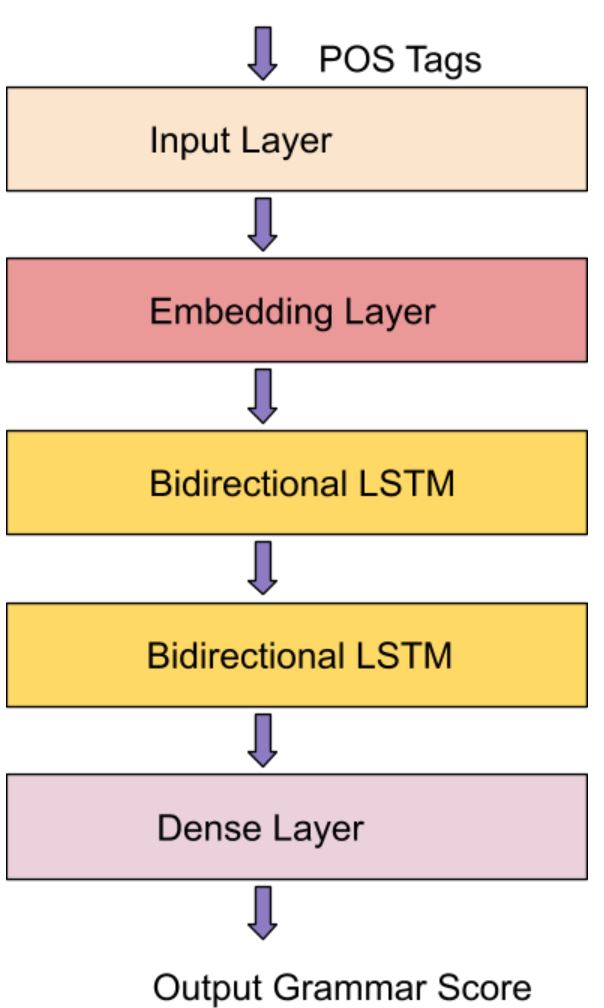 POS Tags
Input Layer
Embedding Layer
Bidirectional LSTM
Bidirectional LSTM
Dense Layer
Output Grammar Score